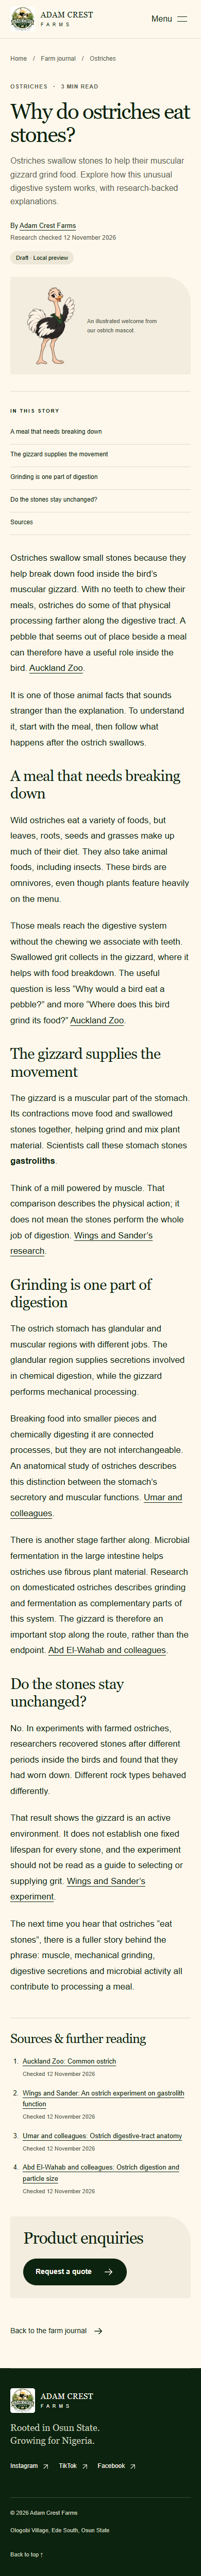 ADAM CREST
FARMS
Menu
Home / Farm journal / Ostriches
OSTRICHES · 3 MIN READ
Why do ostriches eat
stones?
Ostriches swallow stones to help their muscular
gizzard grind food. Explore how this unusual
digestive system works, with research-backed
explanations.
By Adam Crest Farms
Research checked 12 November 2026
Draft · Local preview
An illustrated welcome from
our ostrich mascot.
IN THIS STORY
A meal that needs breaking down
The gizzard supplies the movement
Grinding is one part of digestion
Do the stones stay unchanged?
Sources
Ostriches swallow small stones because they
help break down food inside the bird's
muscular gizzard. With no teeth to chew their
meals, ostriches do some of that physical
processing farther along the digestive tract. A
pebble that seems out of place beside a meal
can therefore have a useful role inside the
bird. Auckland Zoo.
It is one of those animal facts that sounds
stranger than the explanation. To understand
it, start with the meal, then follow what
happens after the ostrich swallows.
A meal that needs breaking
down
Wild ostriches eat a variety of foods, but
leaves, roots, seeds and grasses make up
much of their diet. They also take animal
foods, including insects. These birds are
omnivores, even though plants feature heavily
on the menu.
Those meals reach the digestive system
without the chewing we associate with teeth.
Swallowed grit collects in the gizzard, where it
helps with food breakdown. The useful
question is less "Why would a bird eat a
pebble?" and more "Where does this bird
grind its food?" Auckland Zoo.
The gizzard supplies the
movement
The gizzard is a muscular part of the stomach.
Its contractions move food and swallowed
stones together, helping grind and mix plant
material. Scientists call these stomach stones
gastroliths.
Think of a mill powered by muscle. That
comparison describes the physical action; it
does not mean the stones perform the whole
job of digestion. Wings and Sander's
research.
Grinding is one part of
digestion
The ostrich stomach has glandular and
muscular regions with different jobs. The
glandular region supplies secretions involved
in chemical digestion, while the gizzard
performs mechanical processing.
Breaking food into smaller pieces and
chemically digesting it are connected
processes, but they are not interchangeable.
An anatomical study of ostriches describes
this distinction between the stomach's
secretory and muscular functions. Umar and
colleagues.
There is another stage farther along. Microbial
fermentation in the large intestine helps
ostriches use fibrous plant material. Research
on domesticated ostriches describes grinding
and fermentation as complementary parts of
this system. The gizzard is therefore an
important stop along the route, rather than the
endpoint. Abd El-Wahab and colleagues.
Do the stones stay
unchanged?
No. In experiments with farmed ostriches,
researchers recovered stones after different
periods inside the birds and found that they
had worn down. Different rock types behaved
differently.
That result shows the gizzard is an active
environment. It does not establish one fixed
lifespan for every stone, and the experiment
should not be read as a guide to selecting or
supplying grit. Wings and Sander's
experiment.
The next time you hear that ostriches "eat
stones", there is a fuller story behind the
phrase: muscle, mechanical grinding,
digestive secretions and microbial activity all
contribute to processing a meal.
Sources & further reading
1. Auckland Zoo: Common ostrich
Checked 12 November 2026
2. Wings and Sander: An ostrich experiment on gastrolith
function
Checked 12 November 2026
3. Umar and colleagues: Ostrich digestive-tract anatomy
Checked 12 November 2026
4. Abd El-Wahab and colleagues: Ostrich digestion and
particle size
Checked 12 November 2026
Product enquiries
Request a quote →
Back to the farm journal →
ADAM CREST
FARMS
Rooted in Osun State.
Growing for Nigeria.
Instagram ↗ TikTok ↗ Facebook ↗
© 2026 Adam Crest Farms
Ologobi Village, Ede South, Osun State
Back to top ↑